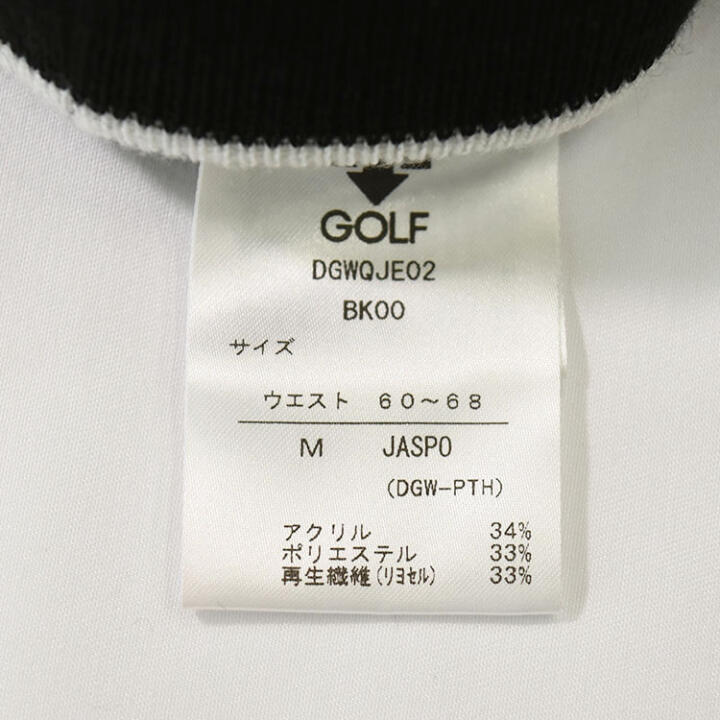 GOLF
DGWQJE02
BK00
サイズ
ウエスト 60〜68
M JASPO
(DGW-PTH)
アクリル 34%
ポリエステル 33%
再生繊維(リヨセル) 33%